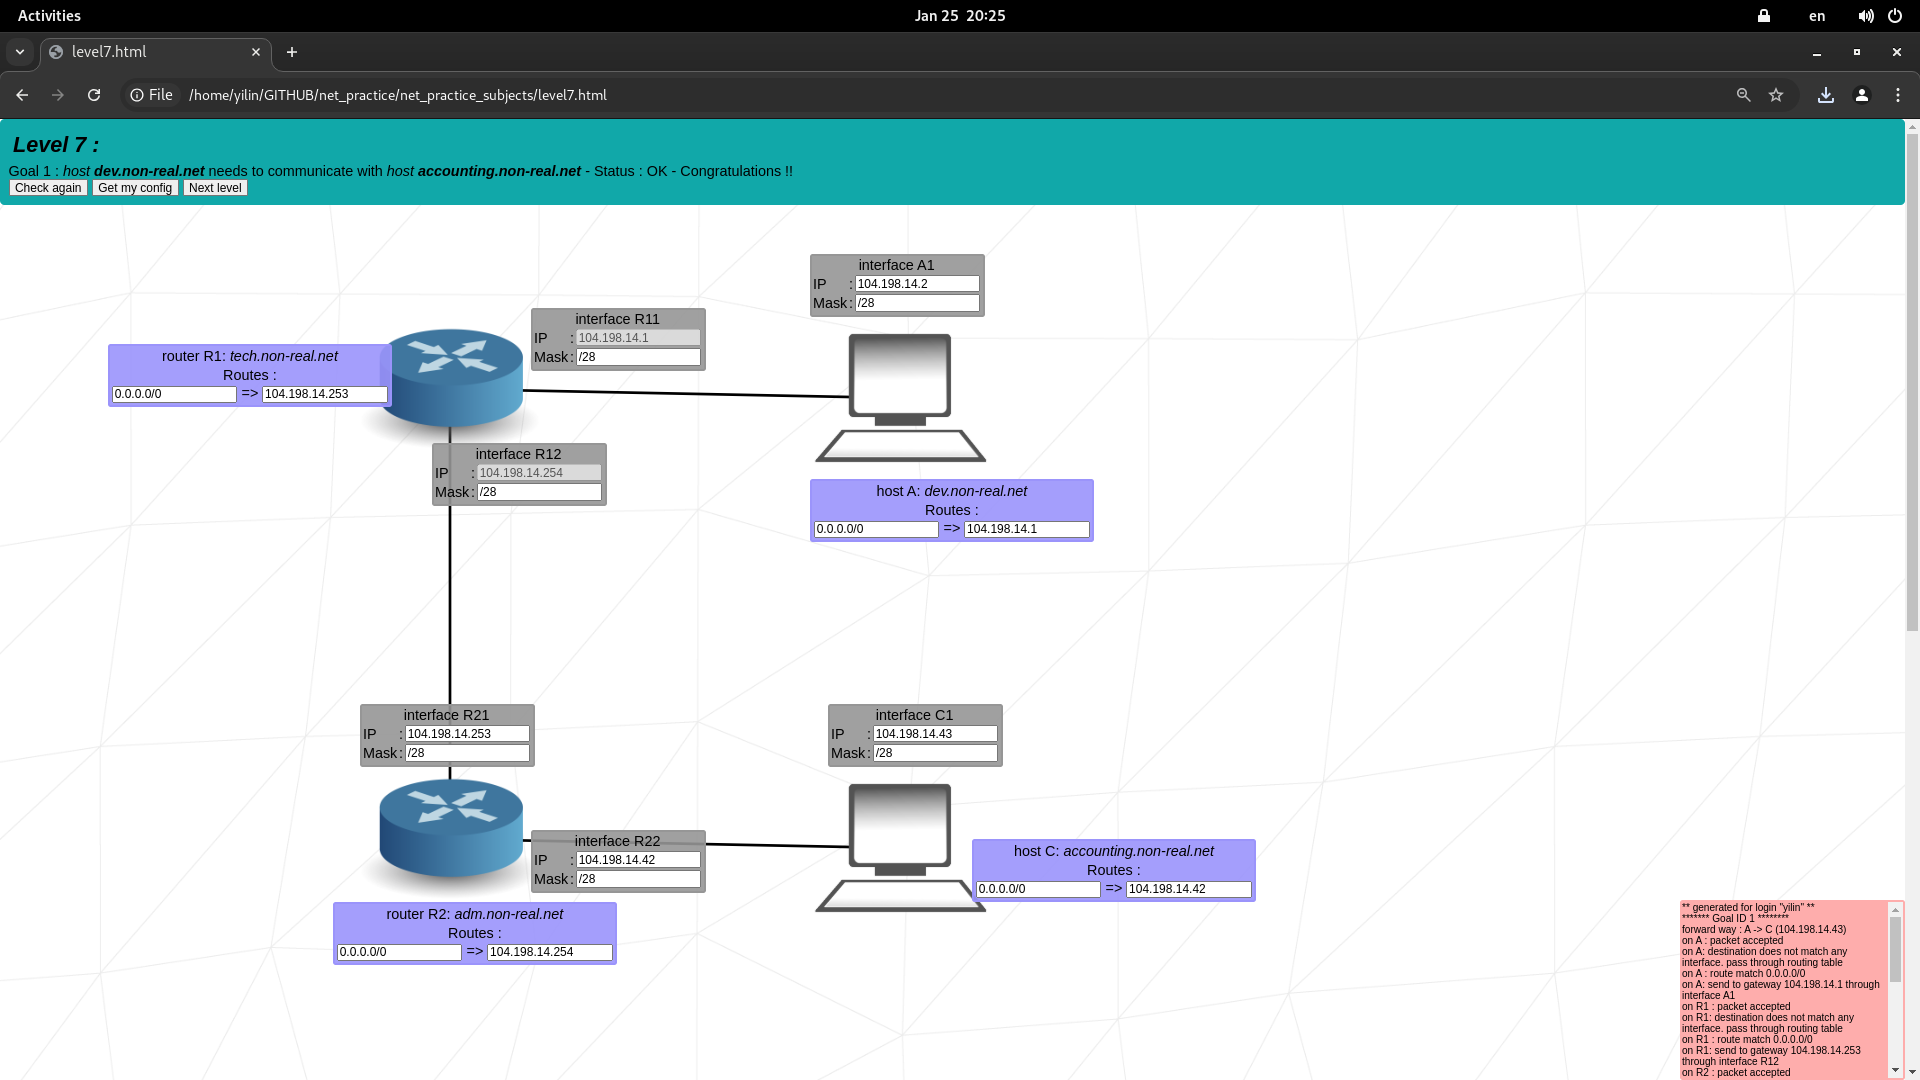 Activities
Jan 25 20:25
en
level7.html
File
/home/yilin/GITHUB/net_practice/net_practice_subjects/level7.html
Level 7 :
Goal 1 : host dev.non-real.net needs to communicate with host accounting.non-real.net - Status : OK - Congratulations !!
Check again Get my config Next level
interface A1
IP : 104.198.14.2
Mask : /28
interface R11
IP : 104.198.14.1
Mask : /28
router R1: tech.non-real.net
Routes :
0.0.0.0/0 => 104.198.14.253
interface R12
IP : 104.198.14.254
Mask : /28
host A: dev.non-real.net
Routes :
0.0.0.0/0 => 104.198.14.1
interface R21
IP : 104.198.14.253
Mask : /28
interface C1
IP : 104.198.14.43
Mask : /28
interface R22
IP : 104.198.14.42
Mask : /28
host C: accounting.non-real.net
Routes :
0.0.0.0/0 => 104.198.14.42
router R2: adm.non-real.net
Routes :
0.0.0.0/0 => 104.198.14.254
** generated for login "yilin" **
******* Goal ID 1 ********
forward way : A -> C (104.198.14.43)
on A : packet accepted
on A: destination does not match any
interface. pass through routing table
on A : route match 0.0.0.0/0
on A: send to gateway 104.198.14.1 through
interface A1
on R1 : packet accepted
on R1: destination does not match any
interface. pass through routing table
on R1 : route match 0.0.0.0/0
on R1: send to gateway 104.198.14.253
through interface R12
on R2 : packet accepted